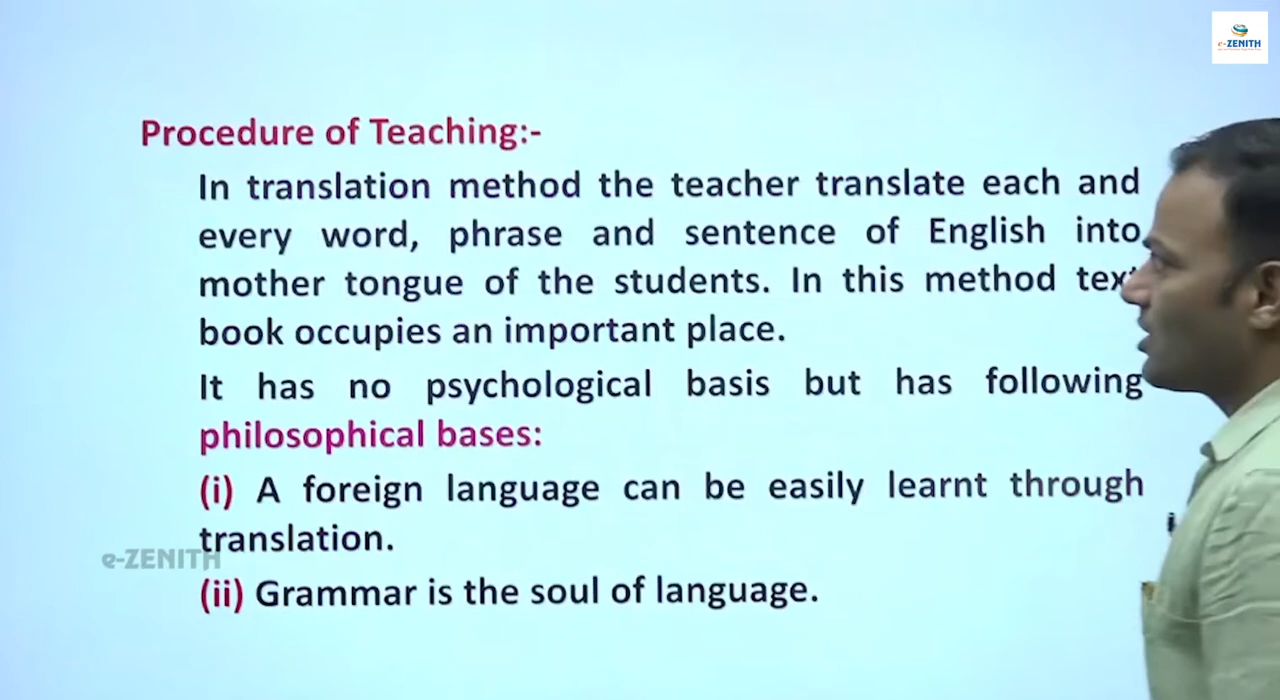 e-ZENITH
Procedure of Teaching:-
In translation method the teacher translate each and
every word, phrase and sentence of English into
mother tongue of the students. In this method tex
book occupies an important place.
It has no psychological basis but has following
philosophical bases:
(i) A foreign language can be easily learnt through
translation.
(ii) Grammar is the soul of language.
e-ZENITH